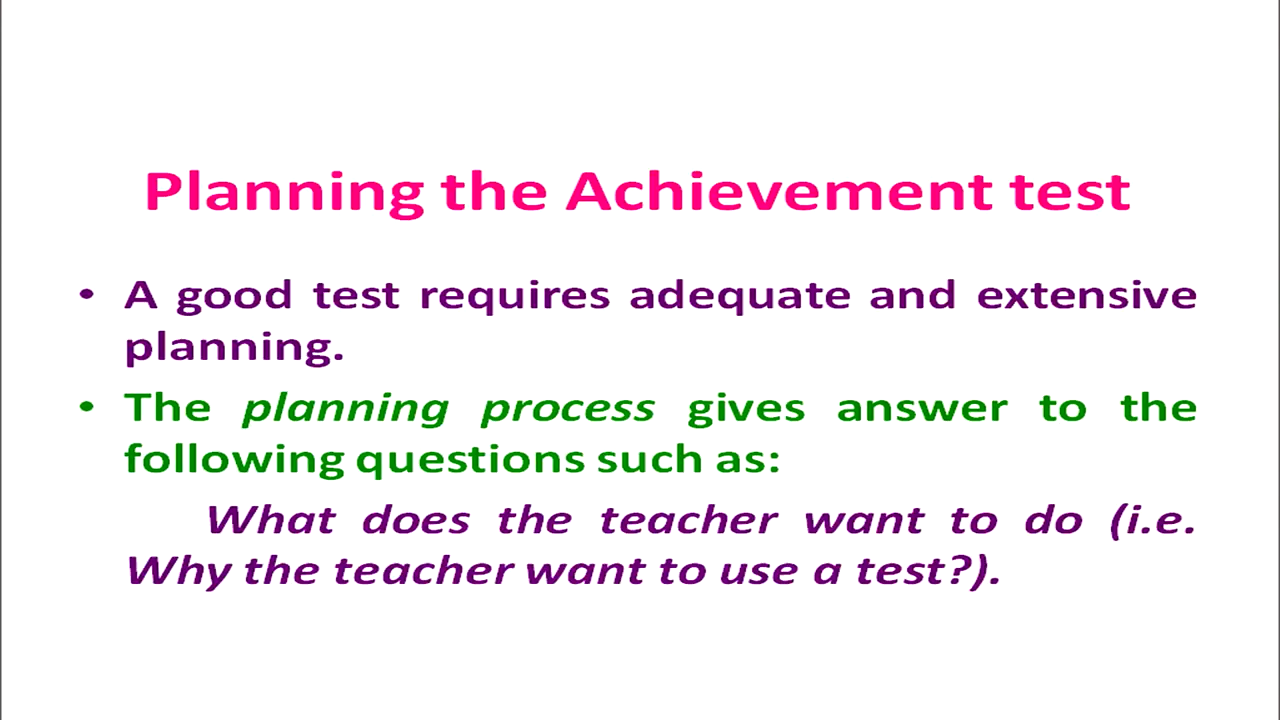 Planning the Achievement test
• A good test requires adequate and extensive
planning.
• The planning process gives answer to the
following questions such as:
What does the teacher want to do (i.e.
Why the teacher want to use a test?).